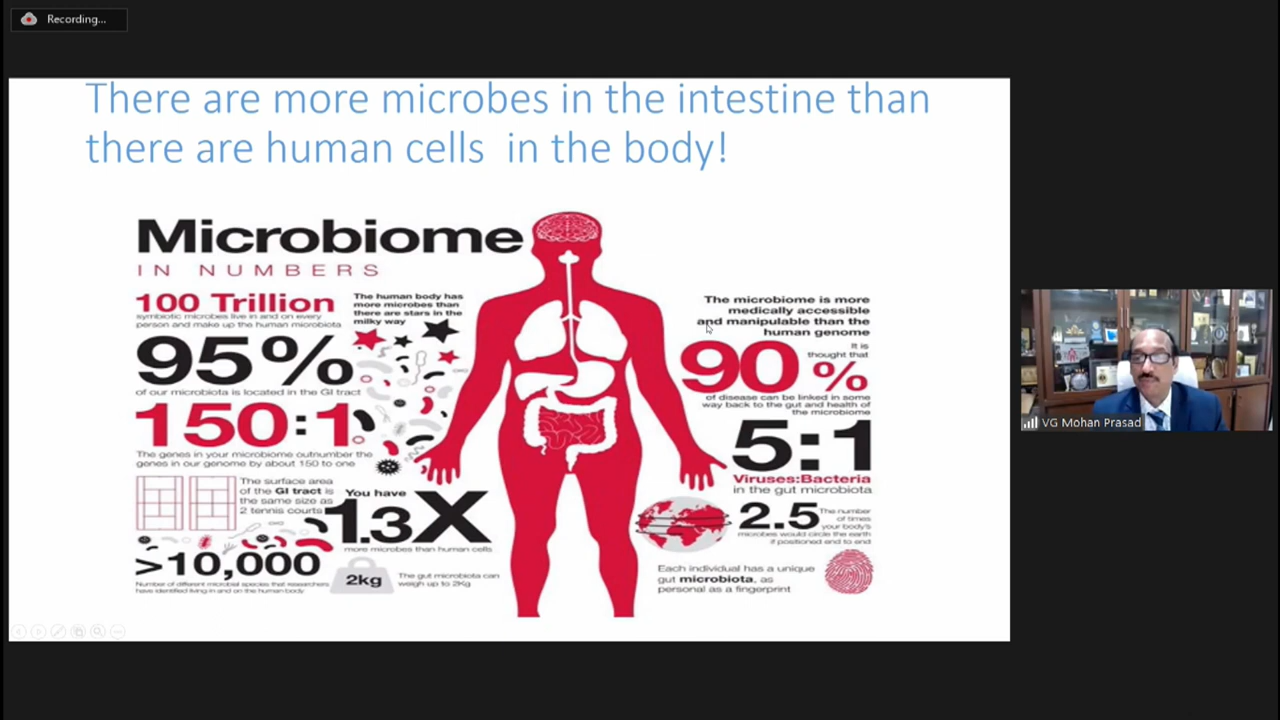 Recording...
There are more microbes in the intestine than
there are human cells in the body!
Microbiome
IN NUMBERS
100 Trillion
symbiotic microbes live in and on every
person and make up the human microbiota
The human body has
more microbes than
there are stars in the
milky way
95%
of our microbiota is located in the GI tract
150:1
The genes in your microbiome outnumber the
genes in our genome by about 150 to one
The surface area
of the GI tract is
the same size as
2 tennis courts
You have
1.3X
more microbes than human cells
>10,000
Number of different microbial species that researchers
have identified living in and on the human body
2kg
The gut microbiota can
weigh up to 2Kg
The microbiome is more
medically accessible
and manipulable than the
human genome
It is
thought that
90%
of disease can be linked in some
way back to the gut and health of
the microbiome
5:1
Viruses:Bacteria
in the gut microbiota
2.5
The number
of times
your body's
microbes would circle the earth
if positioned end to end
Each individual has a unique
gut microbiota, as
personal as a fingerprint
VG Mohan Prasad